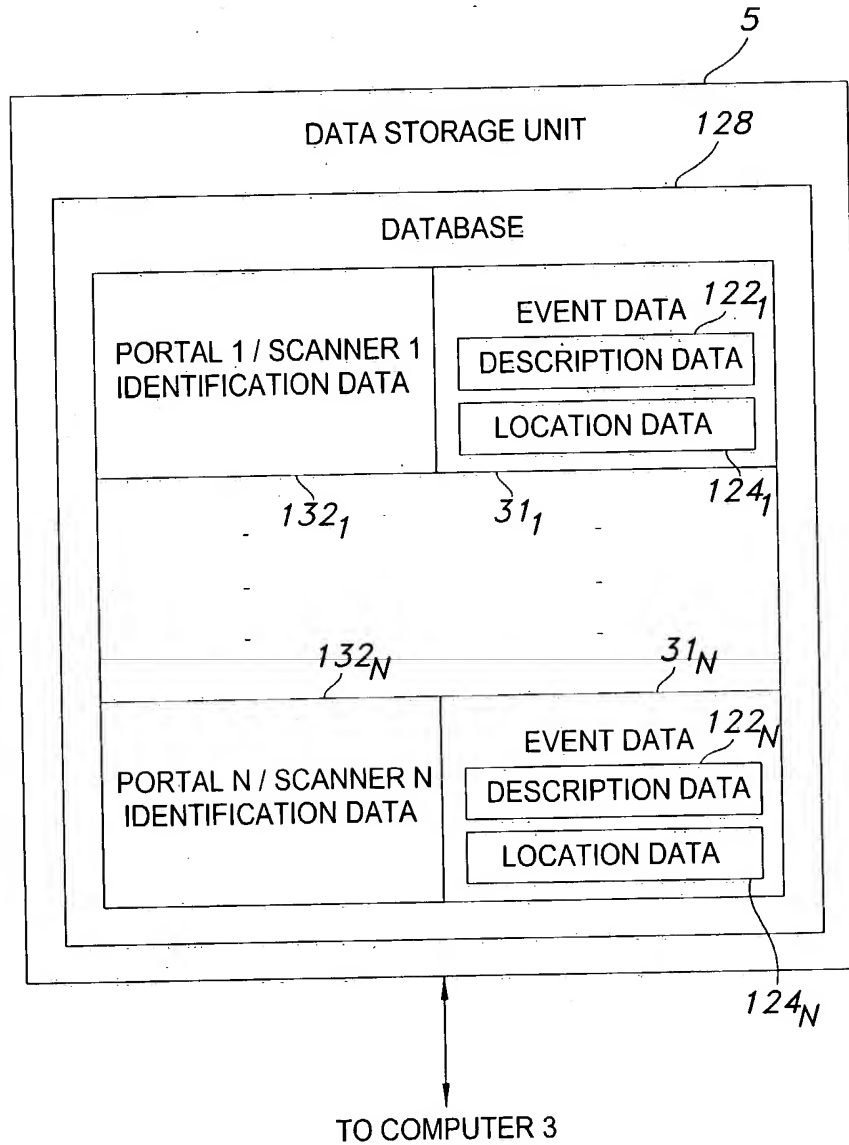 5
DATA STORAGE UNIT
128
DATABASE
PORTAL 1 / SCANNER 1
IDENTIFICATION DATA
EVENT DATA
122₁
DESCRIPTION DATA
LOCATION DATA
124₁
132₁
31₁
132N
31N
PORTAL N / SCANNER N
IDENTIFICATION DATA
EVENT DATA
122N
DESCRIPTION DATA
LOCATION DATA
124N
TO COMPUTER 3